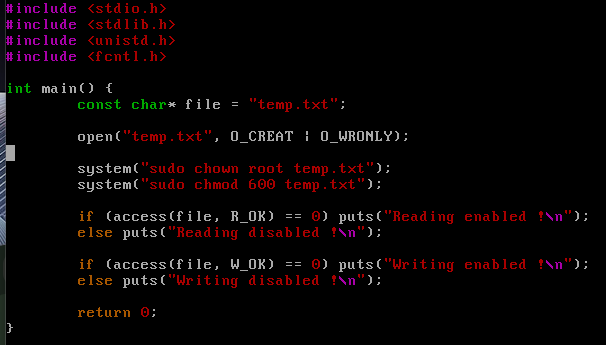 #include <stdio.h>
#include <stdlib.h>
#include <unistd.h>
#include <fcntl.h>
int main() {
const char* file = "temp.txt";
open("temp.txt", O_CREAT | O_WRONLY);
system("sudo chown root temp.txt");
system("sudo chmod 600 temp.txt");
if (access(file, R_OK) == 0) puts("Reading enabled !\n");
else puts("Reading disabled !\n");
if (access(file, W_OK) == 0) puts("Writing enabled !\n");
else puts("Writing disabled !\n");
return 0;
}